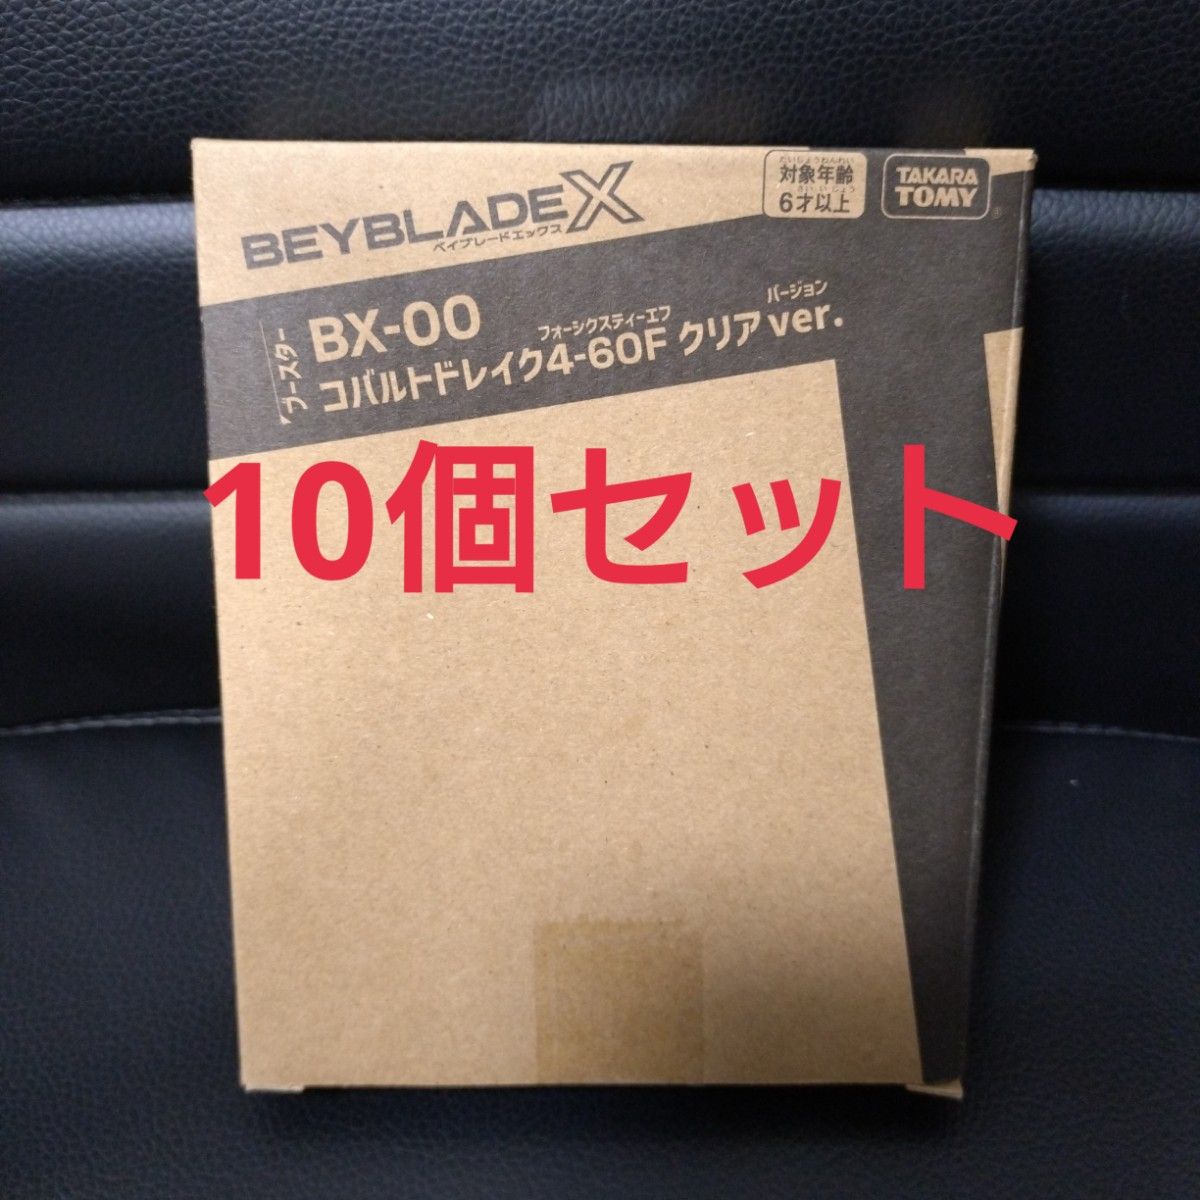 BEYBLADE X
ベイブレードエックス
たいしょうねんれい
対象年齢
さいいじょう
6才以上
TAKARA
TOMY
ブースター
BX-00
フォーシクスティーエフ
バージョン
コバルトドレイク4-60F クリアver.
10個セット